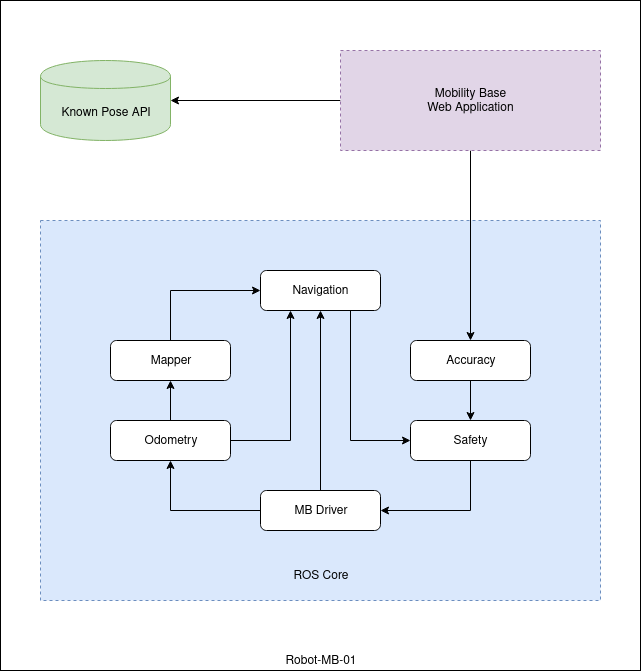 Known Pose API
Mobility Base
Web Application
Navigation
Mapper
Accuracy
Odometry
Safety
MB Driver
ROS Core
Robot-MB-01